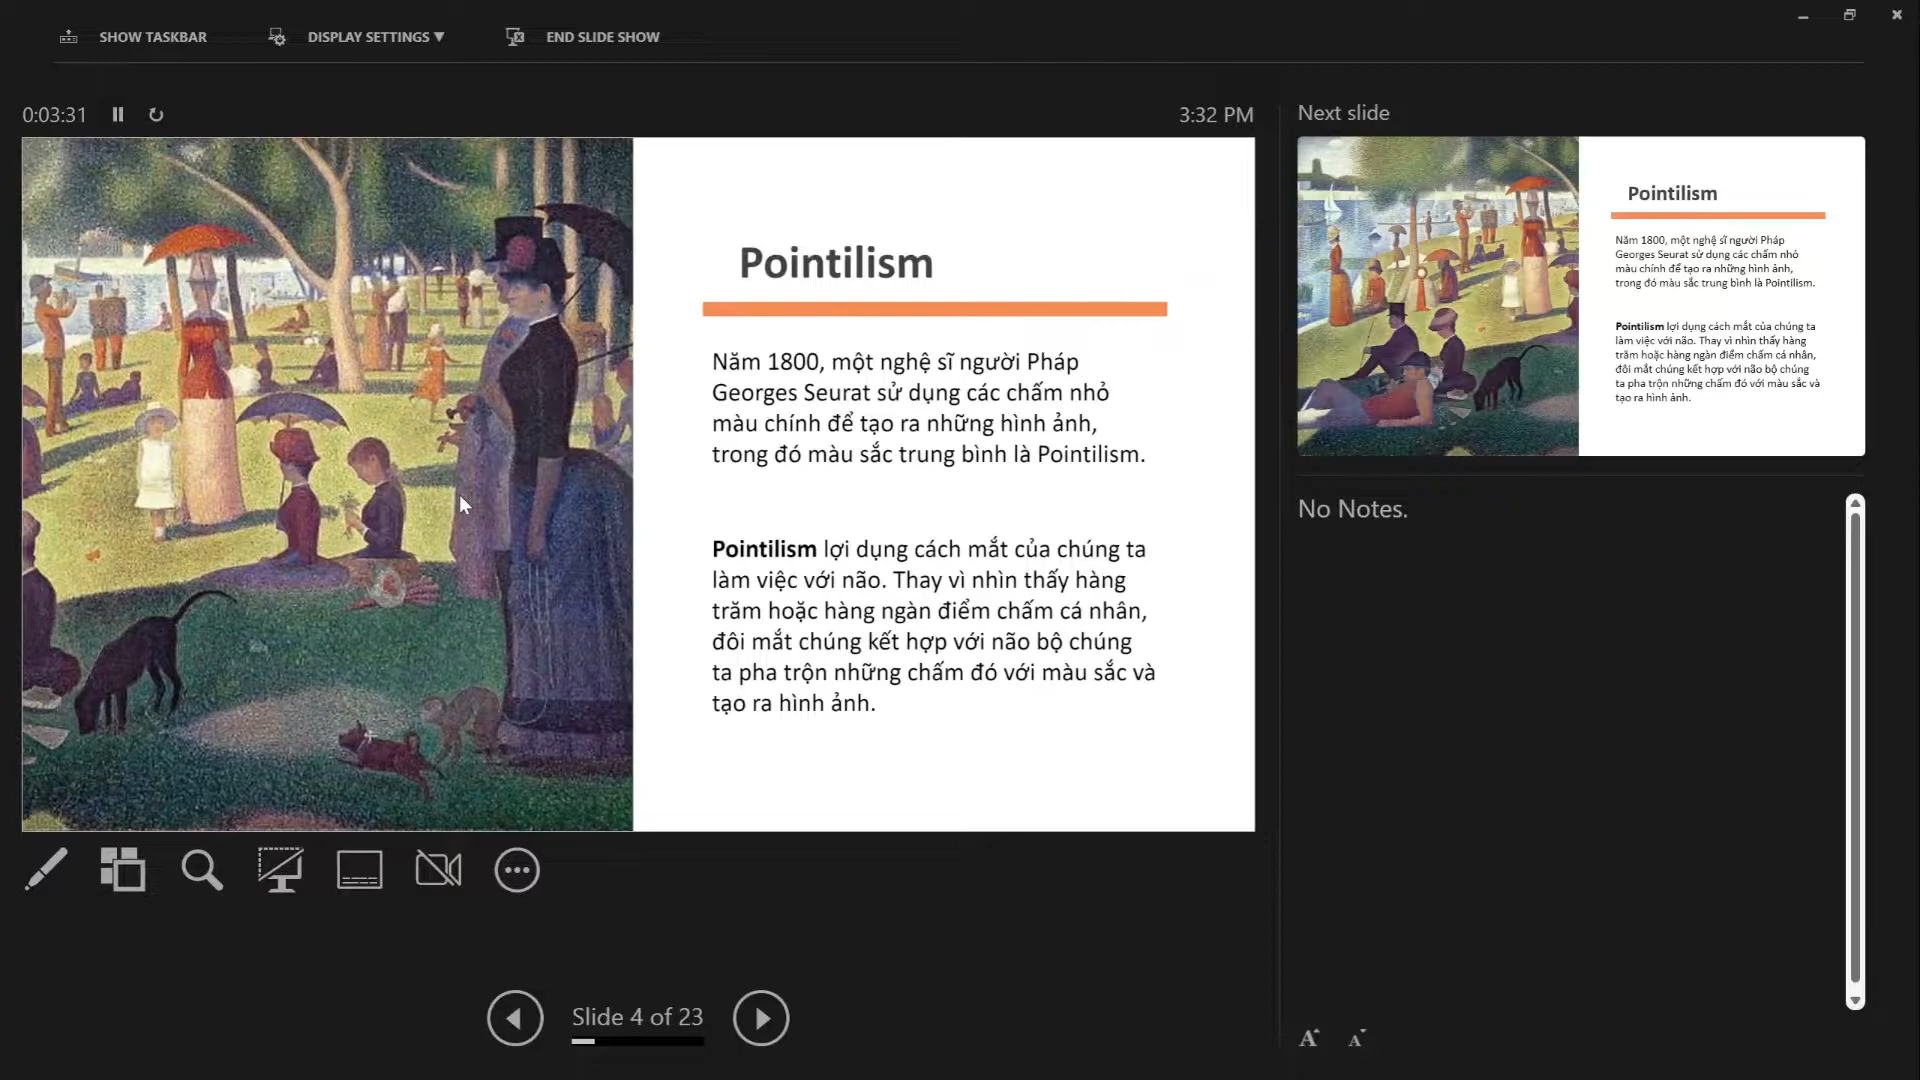 SHOW TASKBAR
DISPLAY SETTINGS ▼
END SLIDE SHOW
0:03:31
3:32 PM
Pointilism
Năm 1800, một nghệ sĩ người Pháp
Georges Seurat sử dụng các chấm nhỏ
màu chính để tạo ra những hình ảnh,
trong đó màu sắc trung bình là Pointilism.
Pointilism lợi dụng cách mắt của chúng ta
làm việc với não. Thay vì nhìn thấy hàng
trăm hoặc hàng ngàn điểm chấm cá nhân,
đôi mắt chúng kết hợp với não bộ chúng
ta pha trộn những chấm đó với màu sắc và
tạo ra hình ảnh.
Slide 4 of 23
Next slide
Pointilism
Năm 1800, một nghệ sĩ người Pháp
Georges Seurat sử dụng các chấm nhỏ
màu chính để tạo ra những hình ảnh,
trong đó màu sắc trung bình là Pointilism.
Pointilism lợi dụng cách mắt của chúng ta
làm việc với não. Thay vì nhìn thấy hàng
trăm hoặc hàng ngàn điểm chấm cá nhân,
đôi mắt chúng kết hợp với não bộ chúng
ta pha trộn những chấm đó với màu sắc và
tạo ra hình ảnh.
No Notes.
A A